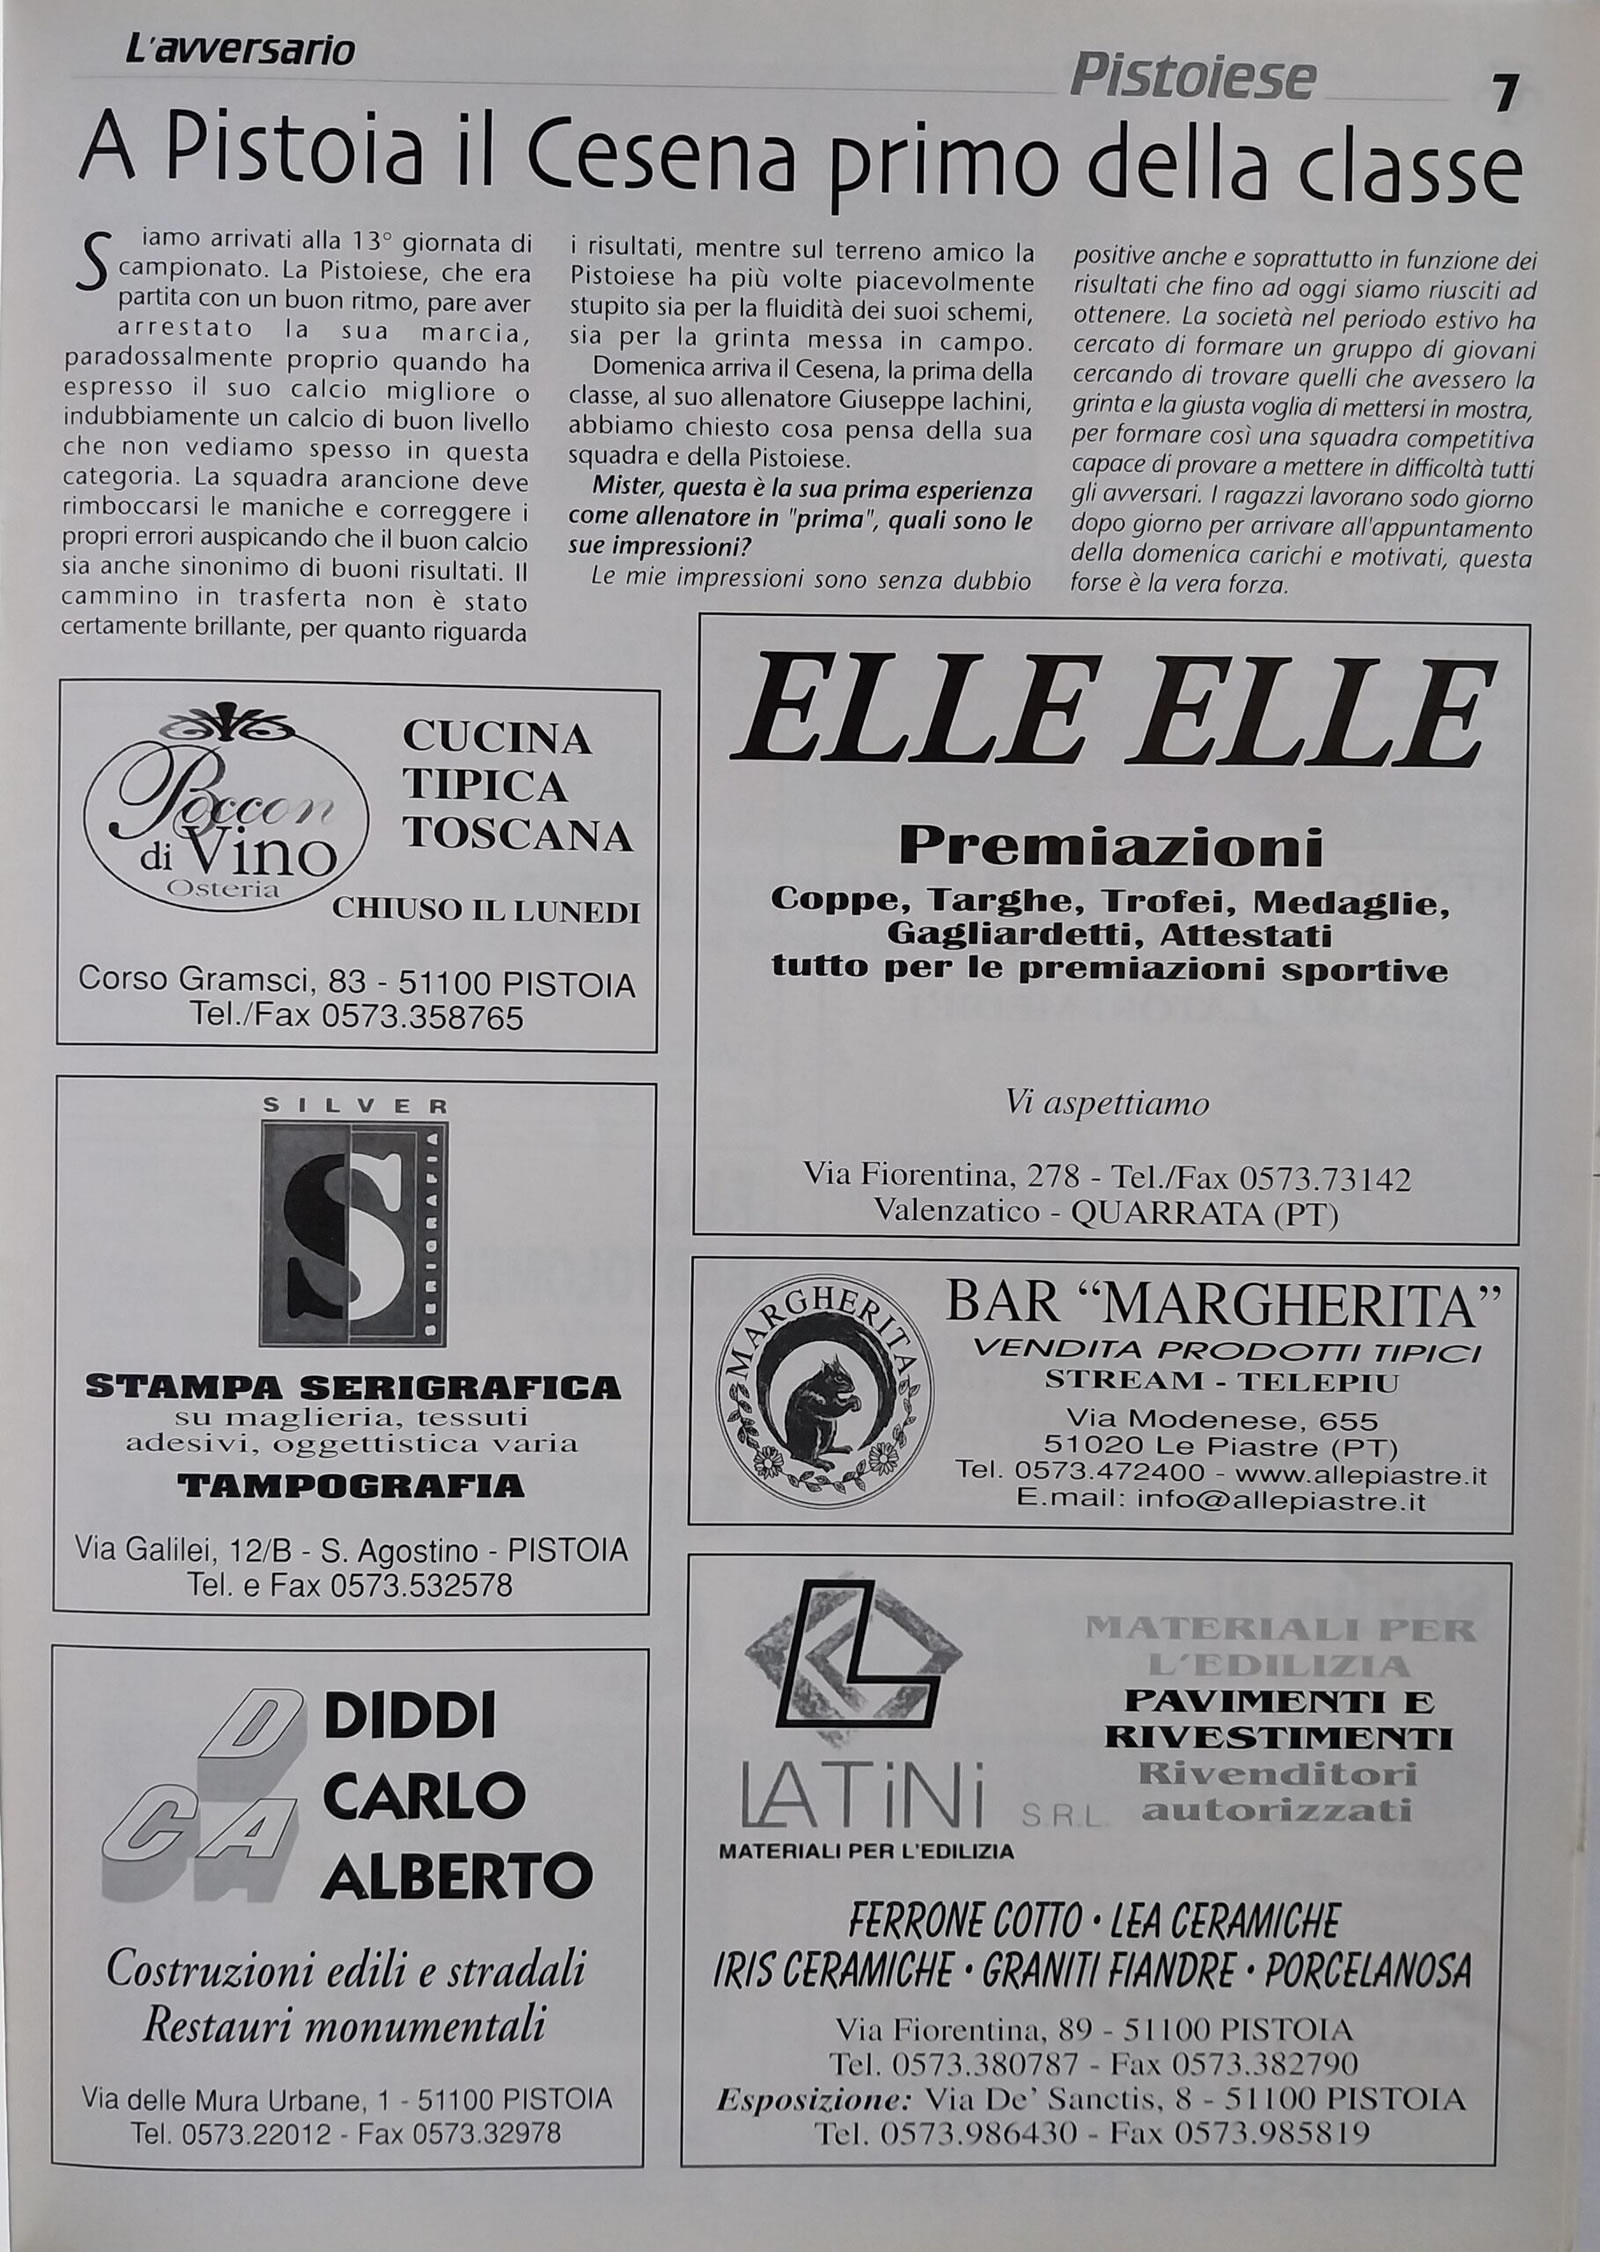 L'avversario
Pistoiese
7
A Pistoia il Cesena primo della classe
Siamo arrivati alla 13° giornata di
campionato. La Pistoiese, che era
partita con un buon ritmo, pare aver
arrestato la sua marcia,
paradossalmente proprio quando ha
espresso il suo calcio migliore o
indubbiamente un calcio di buon livello
che non vediamo spesso in questa
categoria. La squadra arancione deve
rimboccarsi le maniche e correggere i
propri errori auspicando che il buon calcio
sia anche sinonimo di buoni risultati. Il
cammino in trasferta non è stato
certamente brillante, per quanto riguarda
i risultati, mentre sul terreno amico la
Pistoiese ha più volte piacevolmente
stupito sia per la fluidità dei suoi schemi,
sia per la grinta messa in campo.
Domenica arriva il Cesena, la prima della
classe, al suo allenatore Giuseppe Iachini,
abbiamo chiesto cosa pensa della sua
squadra e della Pistoiese.
Mister, questa è la sua prima esperienza
come allenatore in "prima", quali sono le
sue impressioni?
Le mie impressioni sono senza dubbio
positive anche e soprattutto in funzione dei
risultati che fino ad oggi siamo riusciti ad
ottenere. La società nel periodo estivo ha
cercato di formare un gruppo di giovani
cercando di trovare quelli che avessero la
grinta e la giusta voglia di mettersi in mostra,
per formare così una squadra competitiva
capace di provare a mettere in difficoltà tutti
gli avversari. I ragazzi lavorano sodo giorno
dopo giorno per arrivare all'appuntamento
della domenica carichi e motivati, questa
forse è la vera forza.
Boccon
di Vino
Osteria
CUCINA
TIPICA
TOSCANA
CHIUSO IL LUNEDI
Corso Gramsci, 83 - 51100 PISTOIA
Tel./Fax 0573.358765
ELLE ELLE
Premiazioni
Coppe, Targhe, Trofei, Medaglie,
Gagliardetti, Attestati
tutto per le premiazioni sportive
Vi aspettiamo
Via Fiorentina, 278 - Tel./Fax 0573.73142
Valenzatico - QUARRATA (PT)
SILVER
S
SERIGRAFIA
STAMPA SERIGRAFICA
su maglieria, tessuti
adesivi, oggettistica varia
TAMPOGRAFIA
Via Galilei, 12/B - S. Agostino - PISTOIA
Tel. e Fax 0573.532578
MARGHERITA
BAR “MARGHERITA”
VENDITA PRODOTTI TIPICI
STREAM - TELEPIU
Via Modenese, 655
51020 Le Piastre (PT)
Tel. 0573.472400 - www.allepiastre.it
E.mail: info@allepiastre.it
DCA
DIDDI
CARLO
ALBERTO
Costruzioni edili e stradali
Restauri monumentali
Via delle Mura Urbane, 1 - 51100 PISTOIA
Tel. 0573.22012 - Fax 0573.32978
L
LATiNi S.R.L.
MATERIALI PER L'EDILIZIA
MATERIALI PER
L'EDILIZIA
PAVIMENTI E
RIVESTIMENTI
Rivenditori
autorizzati
FERRONE COTTO • LEA CERAMICHE
IRIS CERAMICHE • GRANITI FIANDRE • PORCELANOSA
Via Fiorentina, 89 - 51100 PISTOIA
Tel. 0573.380787 - Fax 0573.382790
Esposizione: Via De' Sanctis, 8 - 51100 PISTOIA
Tel. 0573.986430 - Fax 0573.985819